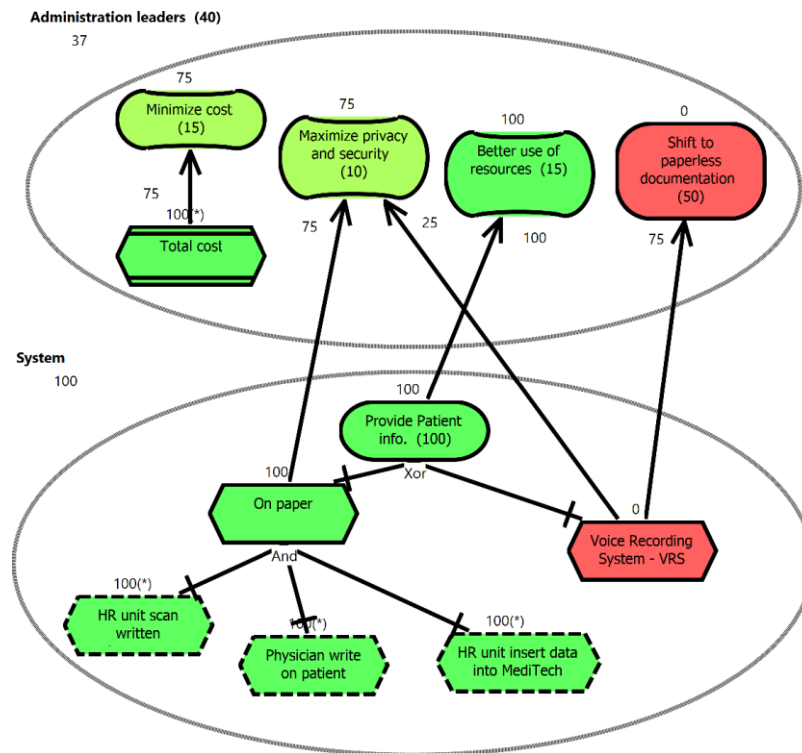 Administration leaders (40)
37
75
75
100
0
Minimize cost
(15)
Maximize privacy
and security
(10)
Better use of
resources (15)
Shift to
paperless
documentation
(50)
75
100(*)
75
25
100
75
Total cost
System
100
100
Provide Patient
info. (100)
Xor
100
On paper
0
Voice Recording
System - VRS
And
100(*)
HR unit scan
written
100(*)
Physician write
on patient
100(*)
HR unit insert data
into MediTech